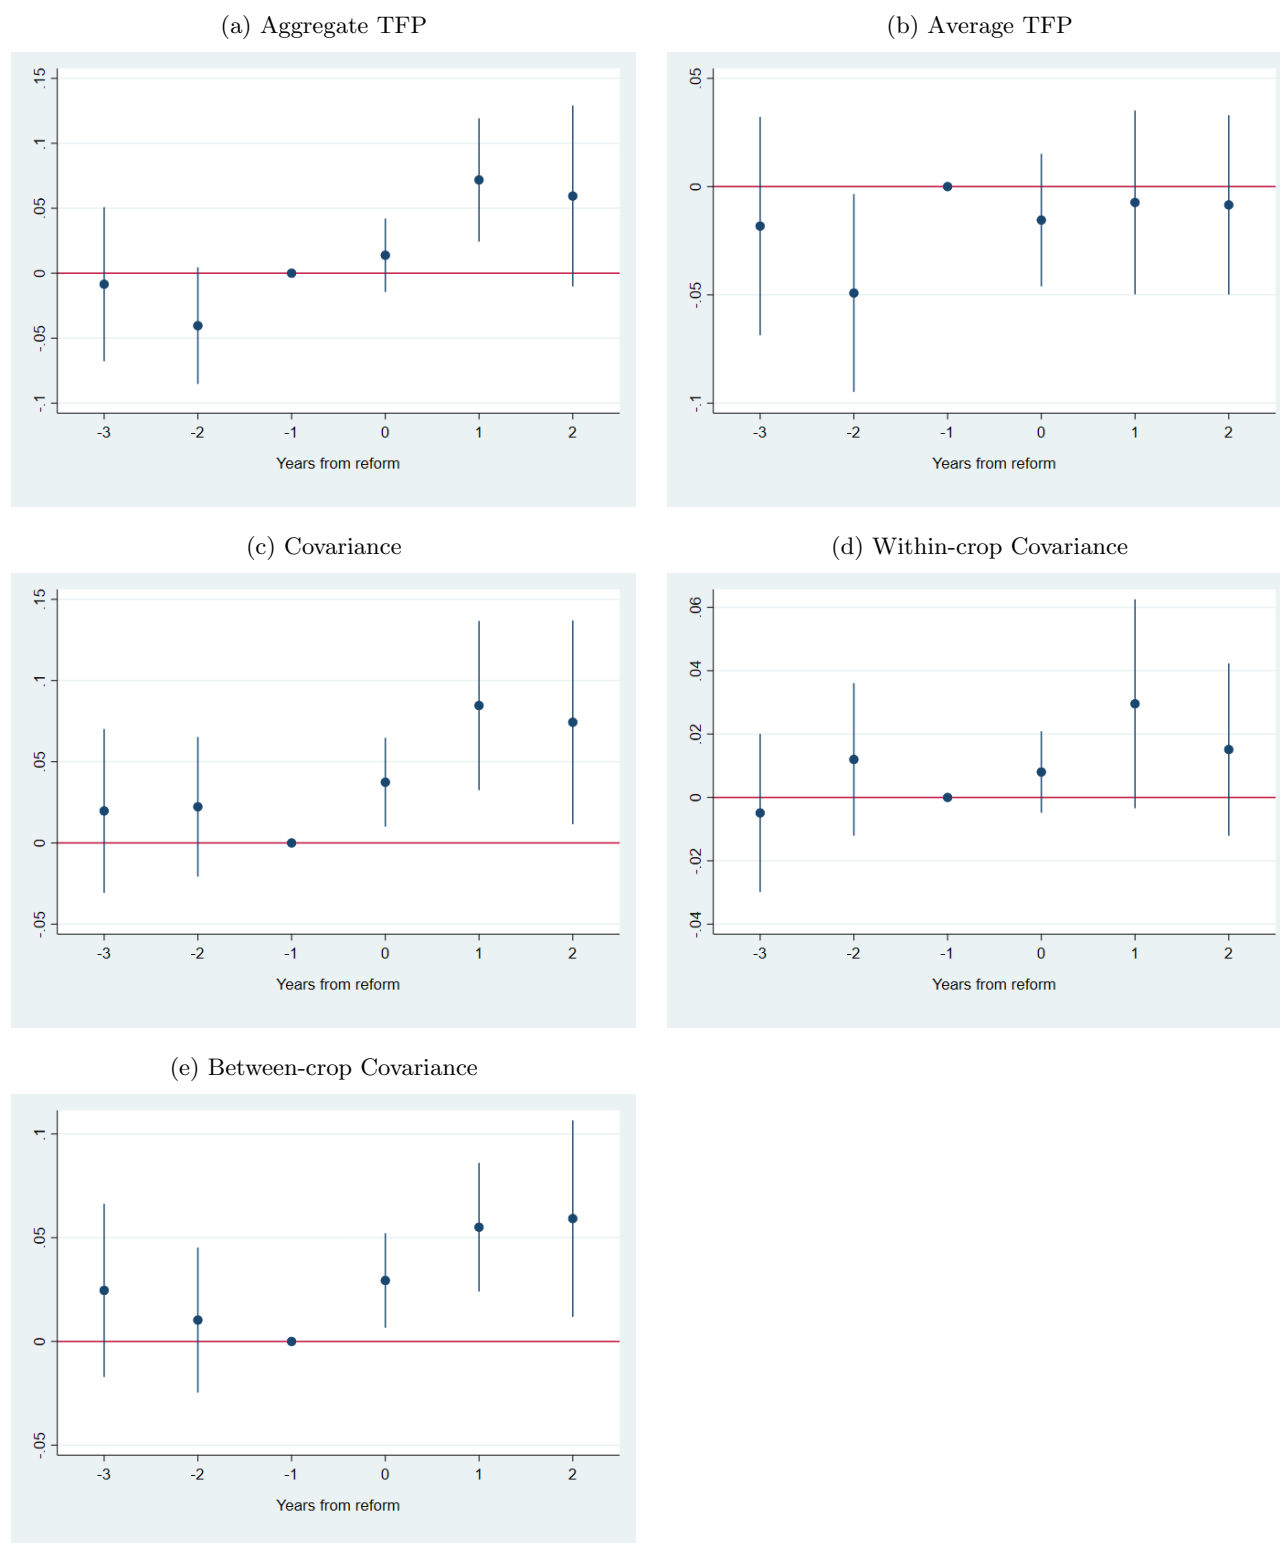 (a) Aggregate TFP
.15
.1
.05
0
-.05
-.1
-3 -2 -1 0 1 2
Years from reform
(b) Average TFP
.05
0
-.05
-.1
-3 -2 -1 0 1 2
Years from reform
(c) Covariance
.15
.1
.05
0
-.05
-3 -2 -1 0 1 2
Years from reform
(d) Within-crop Covariance
.06
.04
.02
0
-.02
-.04
-3 -2 -1 0 1 2
Years from reform
(e) Between-crop Covariance
.1
.05
0
-.05
-3 -2 -1 0 1 2
Years from reform